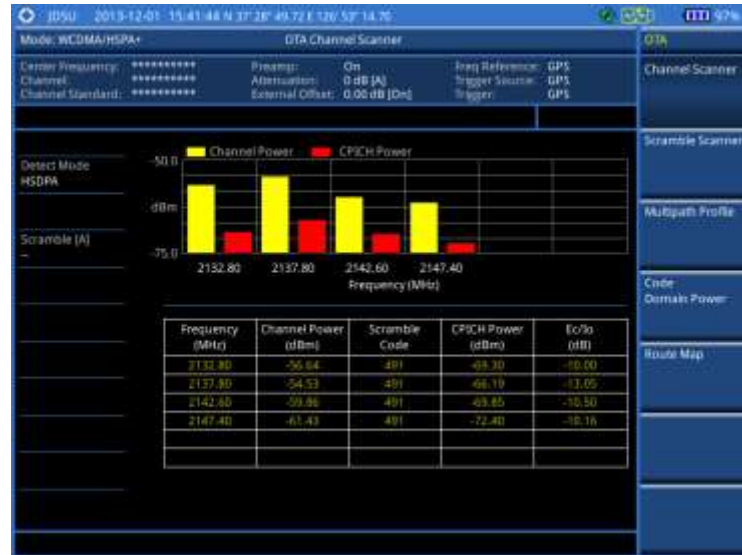 JDSU 2013-12-01 15:41:44 N 37° 28' 49.72 E 126° 53' 14.70 97%
Mode: WCDMA/HSPA+ OTA Channel Scanner OTA
Center Frequency: ********** Preamp: On Freq Reference: GPS
Channel: ********** Attenuation: 0 dB [A] Trigger Source: GPS
Channel Standard: ********** External Offset: 0.00 dB [On] Trigger: GPS
Channel Scanner
Scramble Scanner
Multipath Profile
Code
Domain Power
Route Map
Detect Mode
HSDPA
Scramble [A]
--
Channel Power CPICH Power
-50.0
dBm
-75.0
2132.80 2137.80 2142.60 2147.40
Frequency (MHz)
Frequency (MHz) Channel Power (dBm) Scramble Code CPICH Power (dBm) Ec/Io (dB)
2132.80 -56.64 491 -69.30 -10.00
2137.80 -54.53 491 -66.19 -13.05
2142.60 -59.86 491 -69.85 -10.50
2147.40 -61.43 491 -72.40 -10.16